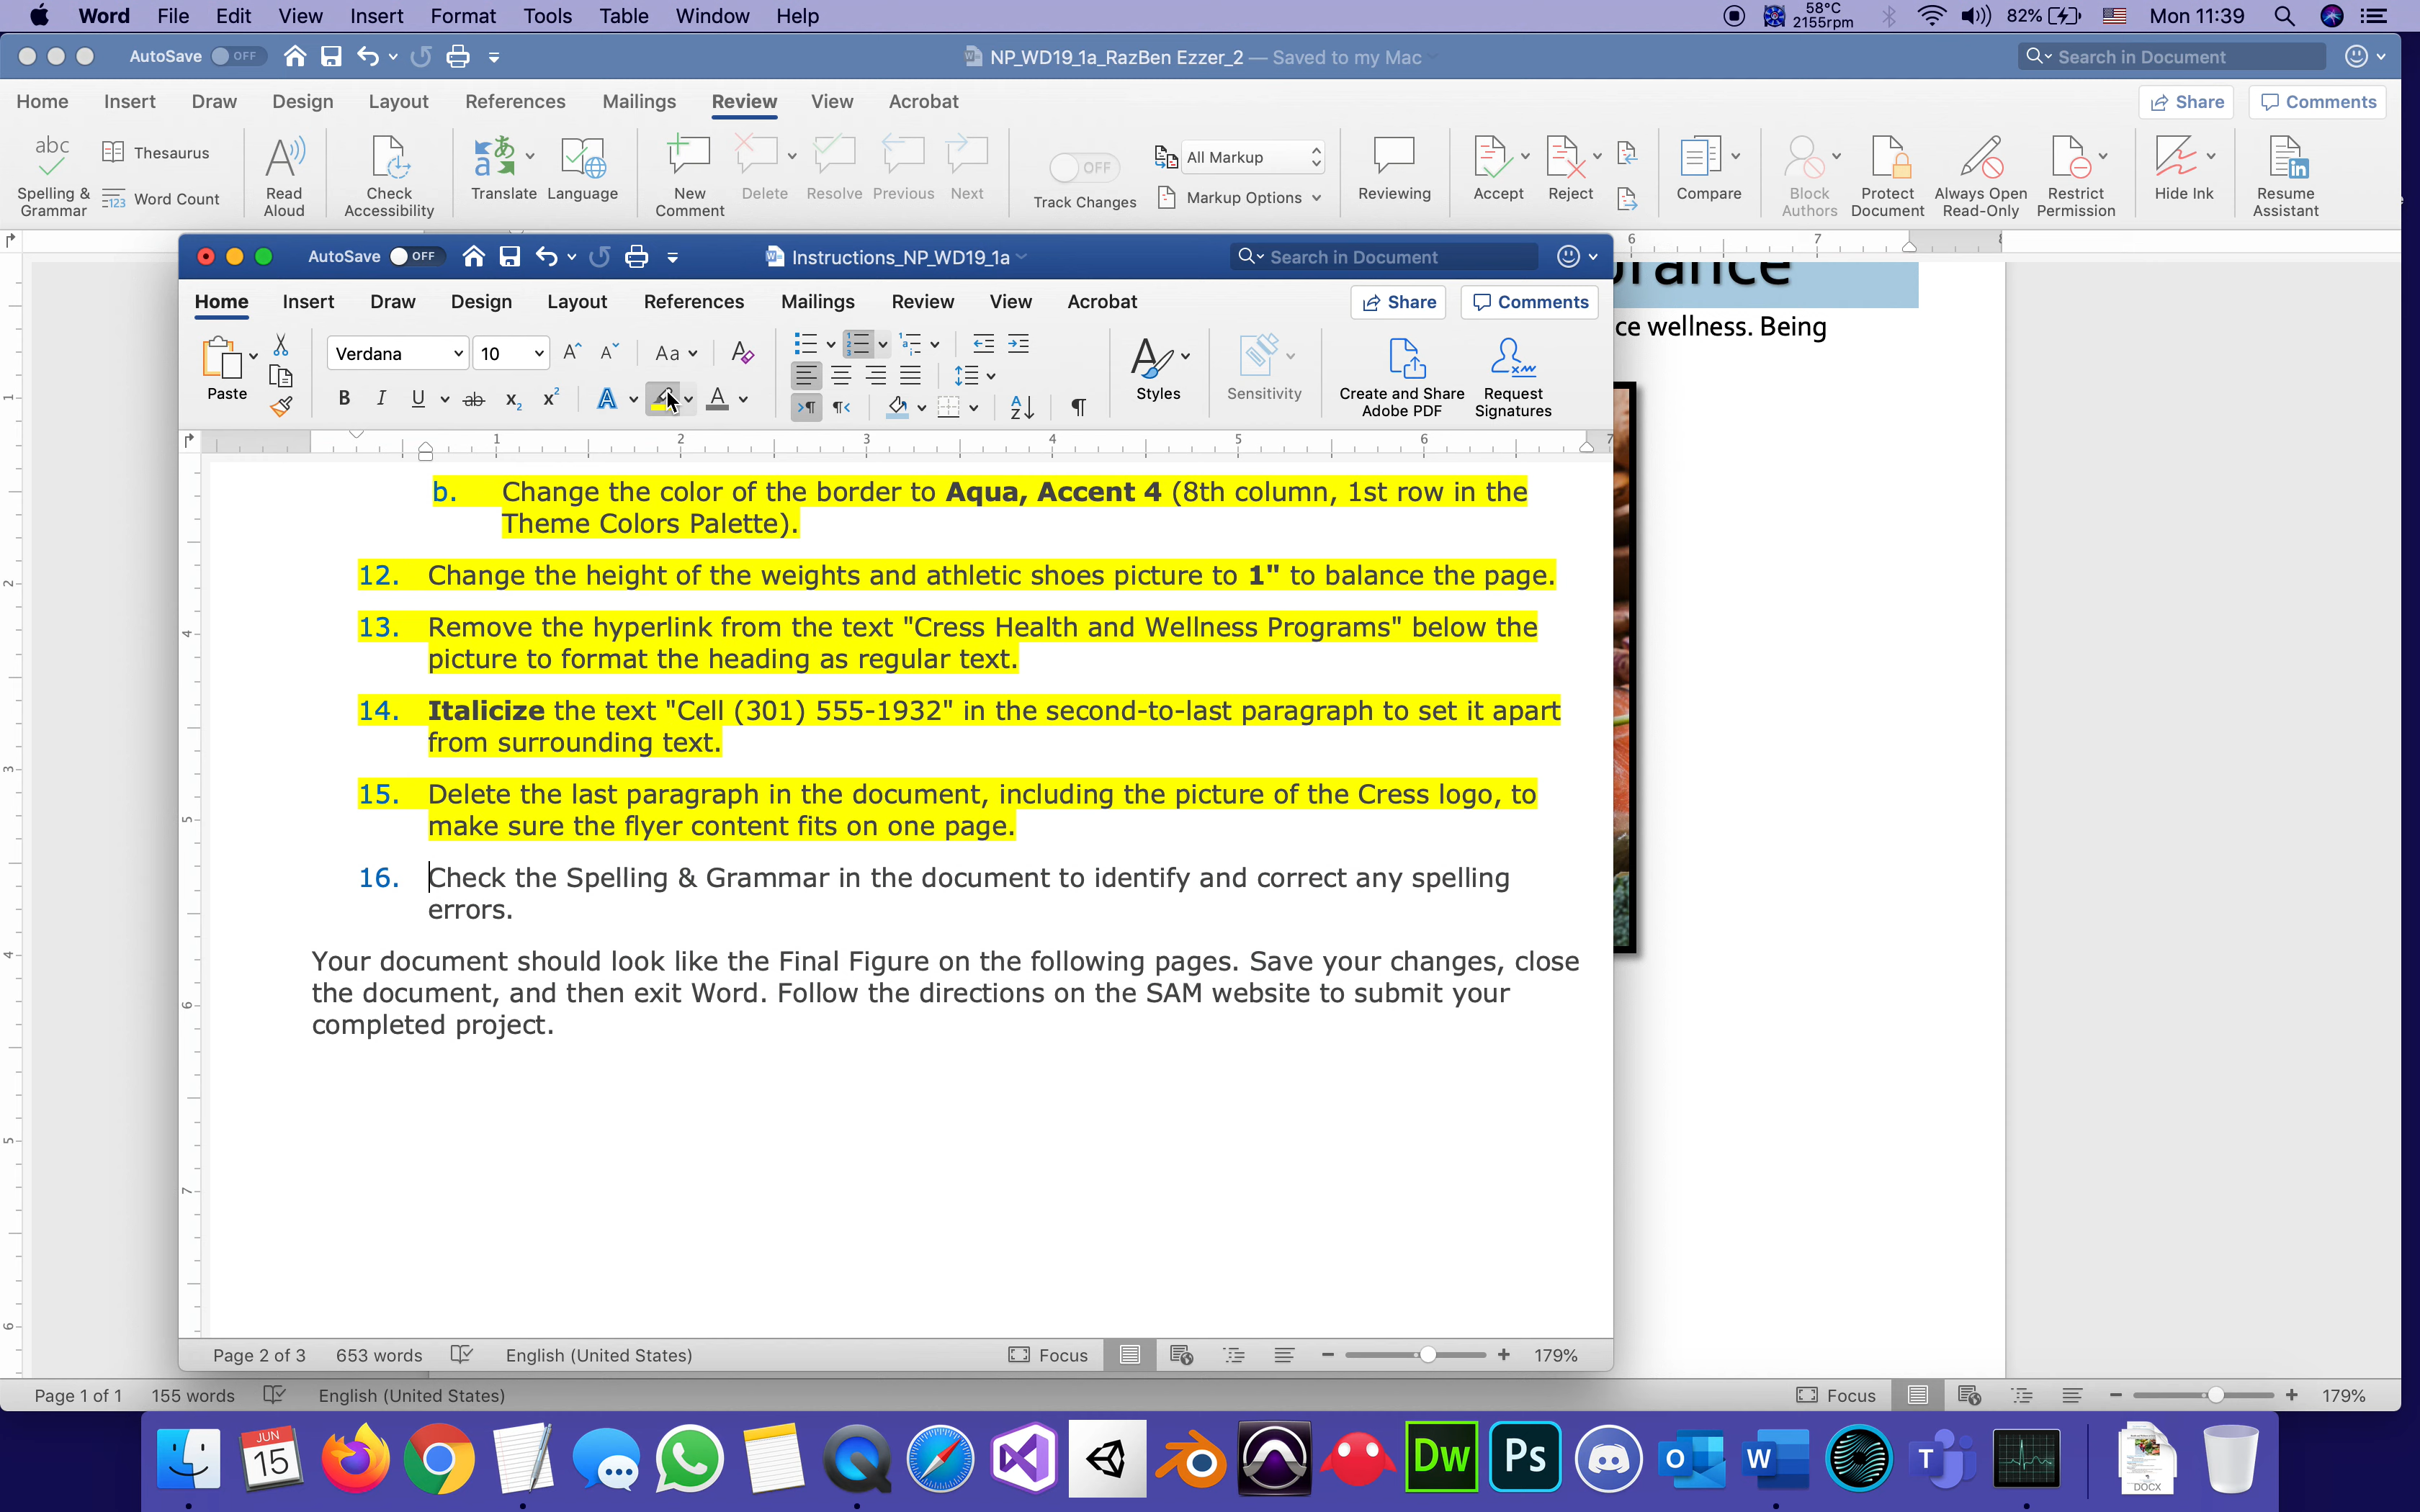 Word File Edit View Insert Format Tools Table Window Help 58°C 2155rpm 82% Mon 11:39
AutoSave OFF NP_WD19_1a_RazBen Ezzer_2 — Saved to my Mac Search in Document
Home Insert Draw Design Layout References Mailings Review View Acrobat Share Comments
abc Spelling & Grammar Thesaurus 123 Word Count Read Aloud Check Accessibility Translate Language New Comment Delete Resolve Previous Next OFF Track Changes All Markup Markup Options Reviewing Accept Reject Compare Block Authors Protect Document Always Open Read-Only Restrict Permission Hide Ink Resume Assistant
AutoSave OFF Instructions_NP_WD19_1a Search in Document
Home Insert Draw Design Layout References Mailings Review View Acrobat Share Comments
Paste Verdana 10 Aa Styles Sensitivity Create and Share Adobe PDF Request Signatures
ce wellness. Being
b. Change the color of the border to Aqua, Accent 4 (8th column, 1st row in the
Theme Colors Palette).
12. Change the height of the weights and athletic shoes picture to 1" to balance the page.
13. Remove the hyperlink from the text "Cress Health and Wellness Programs" below the
picture to format the heading as regular text.
14. Italicize the text "Cell (301) 555-1932" in the second-to-last paragraph to set it apart
from surrounding text.
15. Delete the last paragraph in the document, including the picture of the Cress logo, to
make sure the flyer content fits on one page.
16. Check the Spelling & Grammar in the document to identify and correct any spelling
errors.
Your document should look like the Final Figure on the following pages. Save your changes, close
the document, and then exit Word. Follow the directions on the SAM website to submit your
completed project.
Page 2 of 3 653 words English (United States) Focus 179%
Page 1 of 1 155 words English (United States) Focus 179%
JUN 15 Dw Ps O W T DOCX